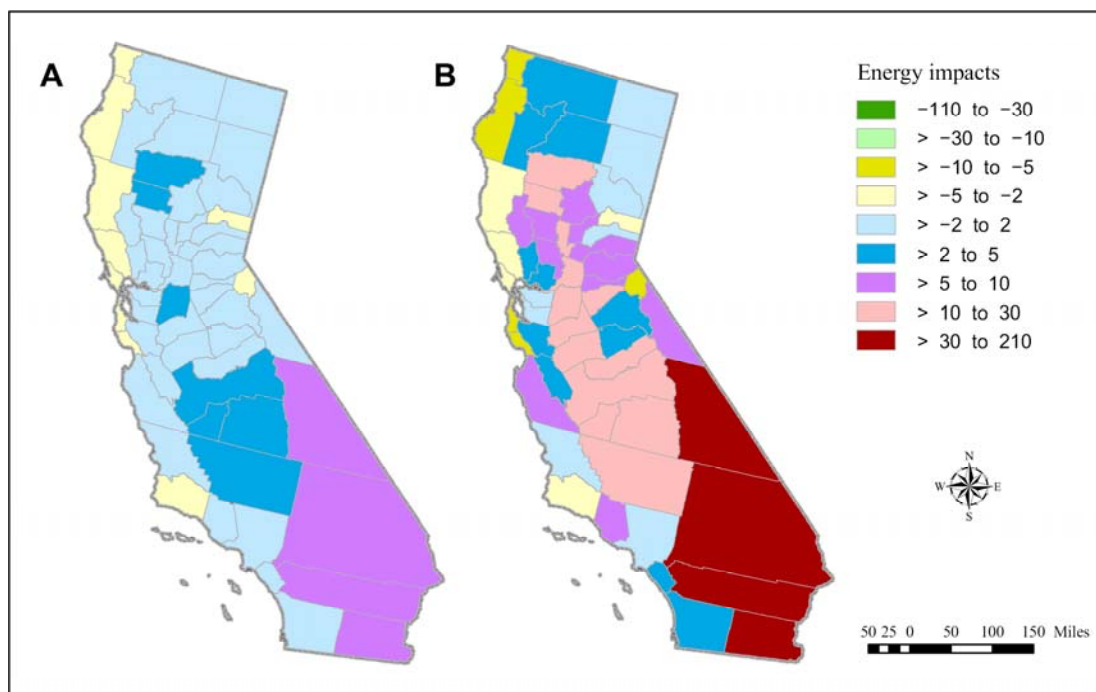 A
B
Energy impacts
−110 to −30
> −30 to −10
> −10 to −5
> −5 to −2
> −2 to 2
> 2 to 5
> 5 to 10
> 10 to 30
> 30 to 210
N
W E
S
50 25 0 50 100 150 Miles